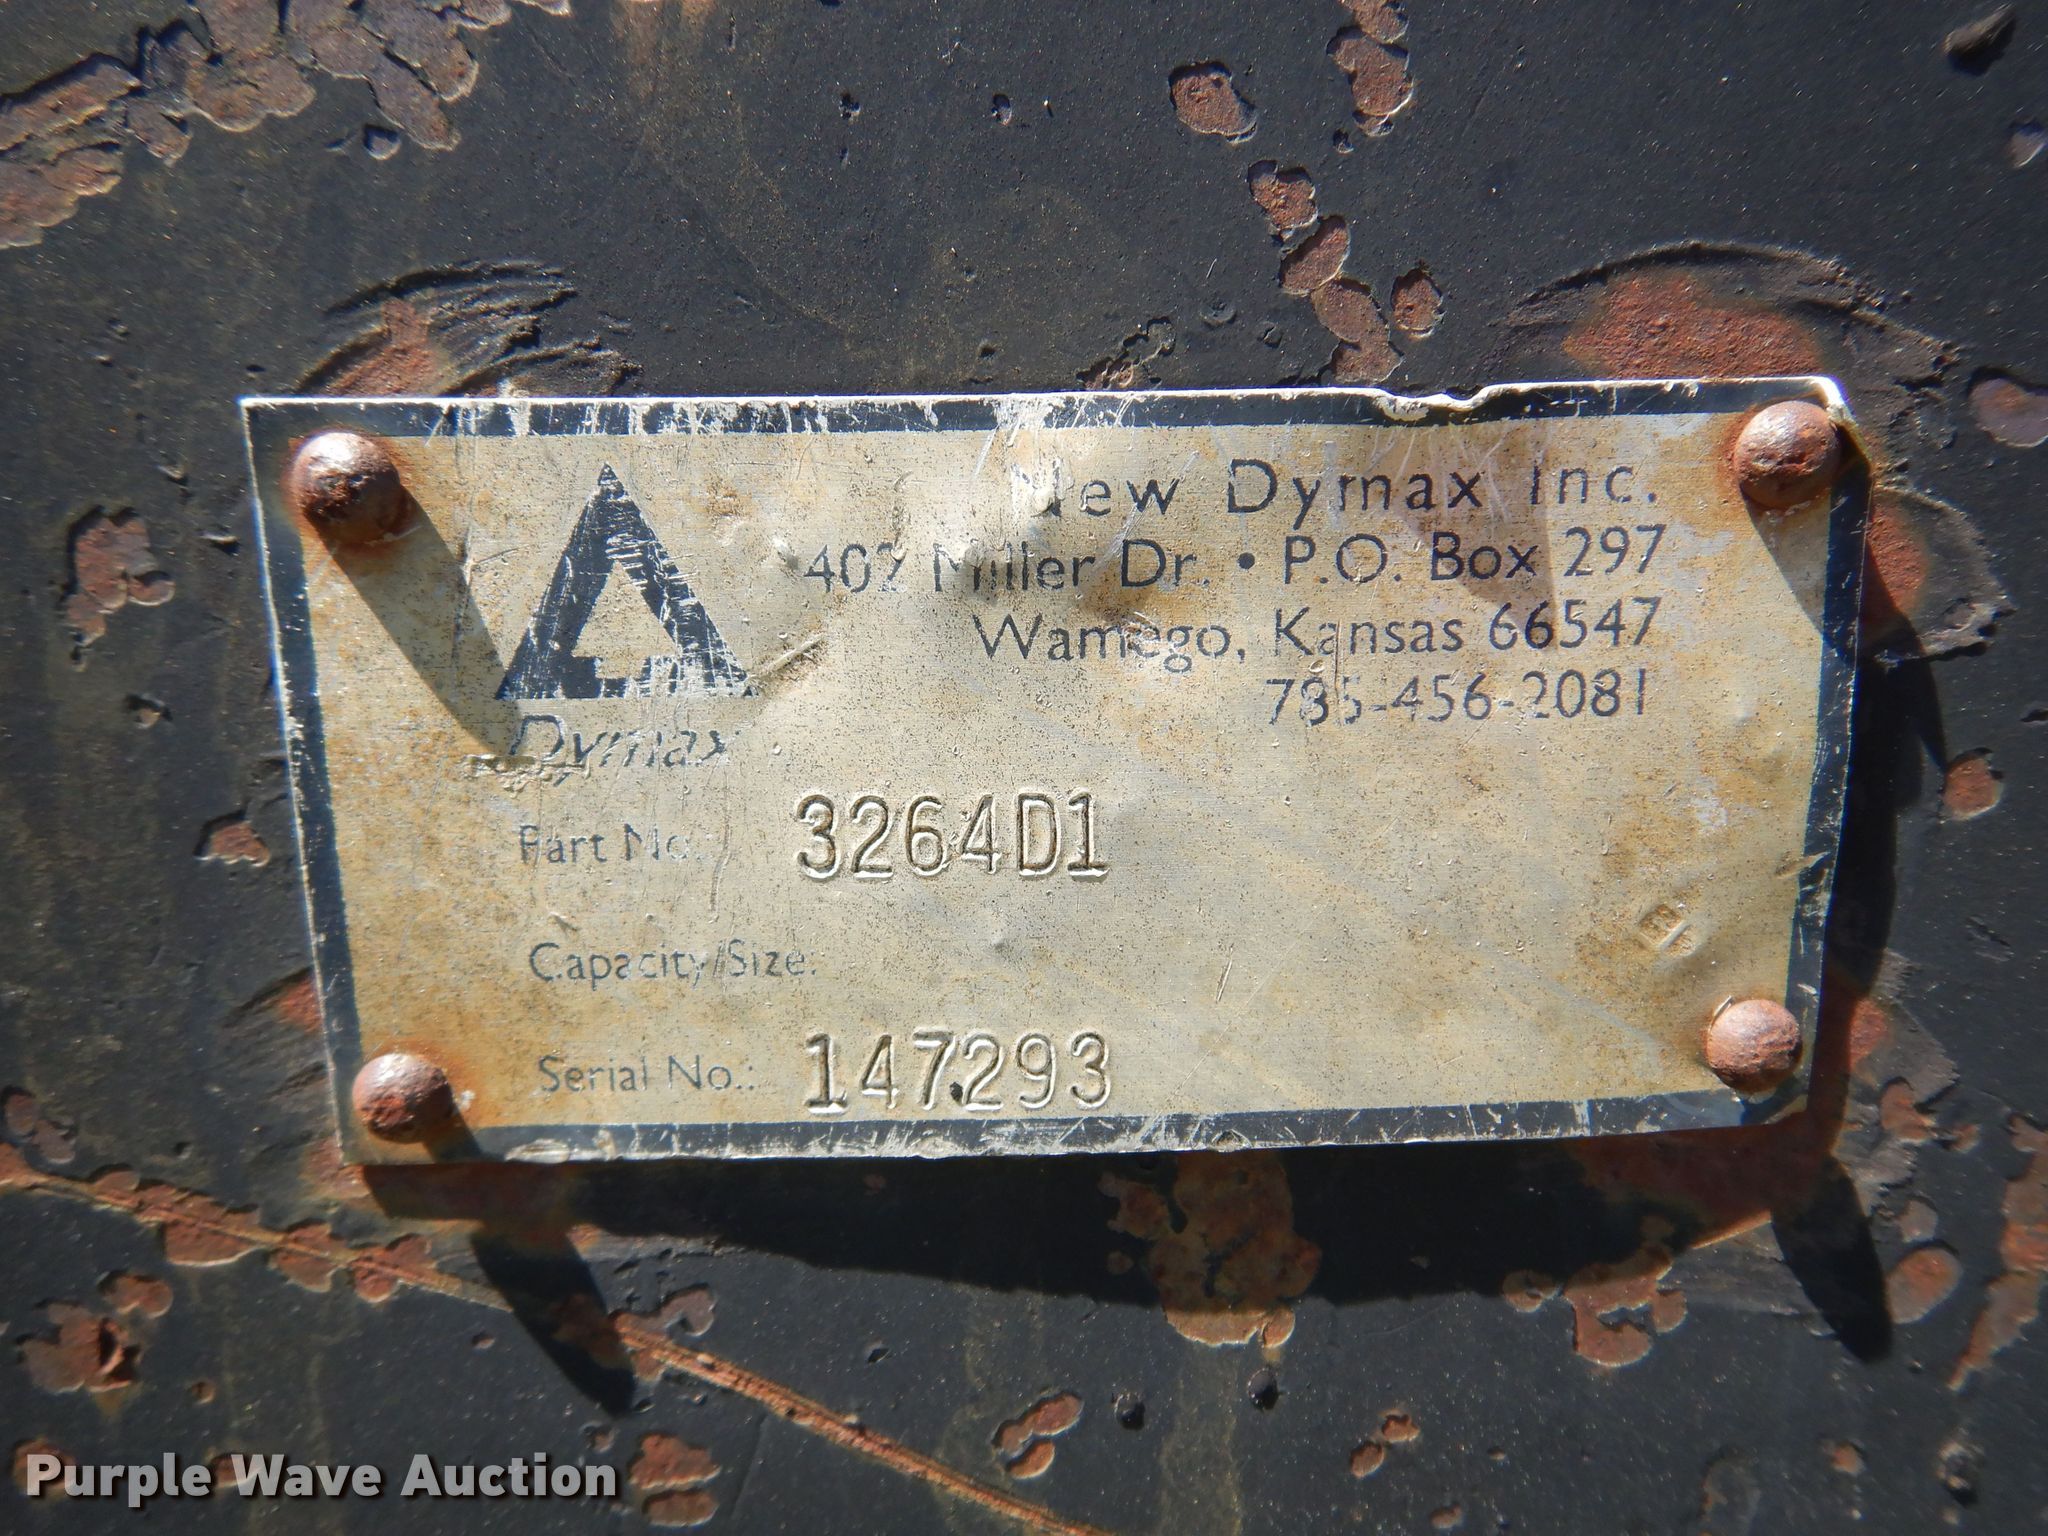 New Dymax Inc.
402 Miller Dr. • P.O. Box 297
Wamego, Kansas 66547
785-456-2081
Dymax
Part No.: 3264D1
Capacity/Size:
Serial No.: 147293
Purple Wave Auction